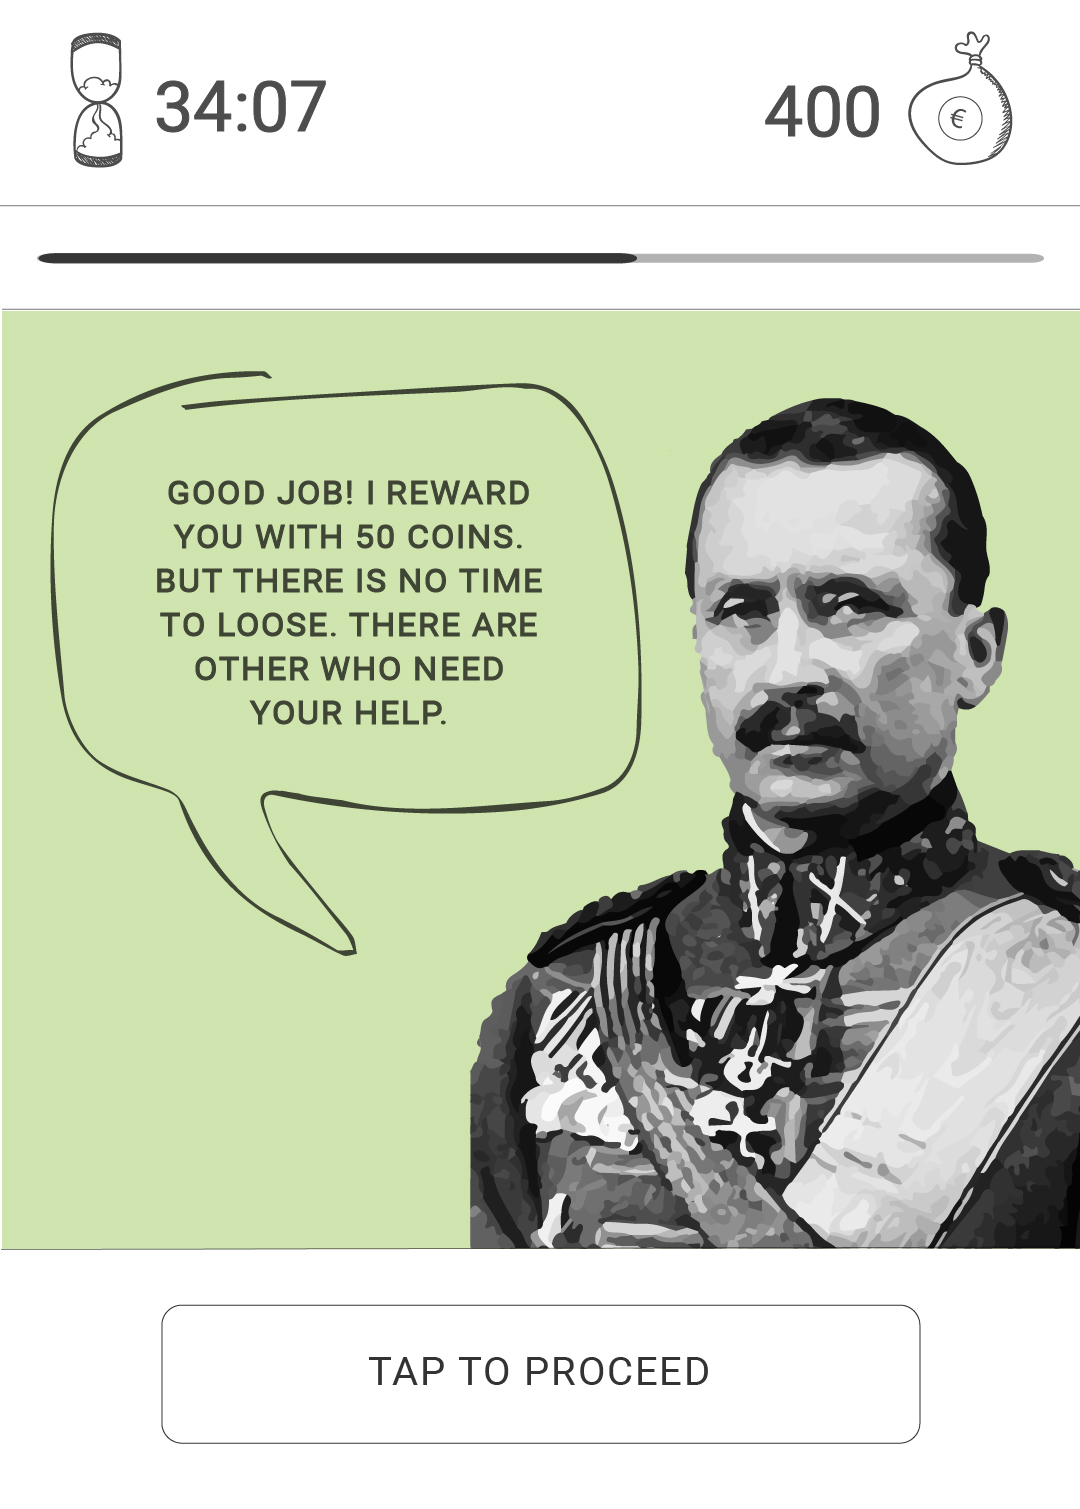 34:07
400
€
GOOD JOB! I REWARD
YOU WITH 50 COINS.
BUT THERE IS NO TIME
TO LOOSE. THERE ARE
OTHER WHO NEED
YOUR HELP.
TAP TO PROCEED